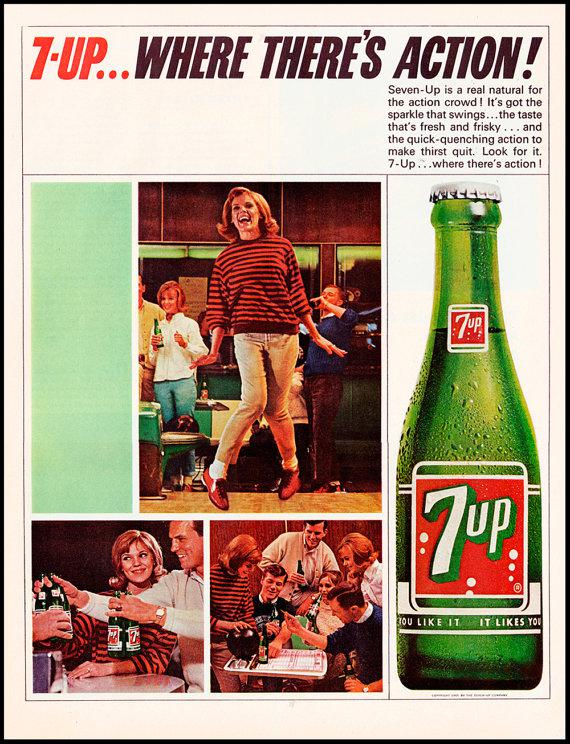 7-UP... WHERE THERE'S ACTION!
Seven-Up is a real natural for
the action crowd! It's got the
sparkle that swings...the taste
that's fresh and frisky ... and
the quick-quenching action to
make thirst quit. Look for it.
7-Up ...where there's action!
7up
7up
YOU LIKE IT IT LIKES YOU